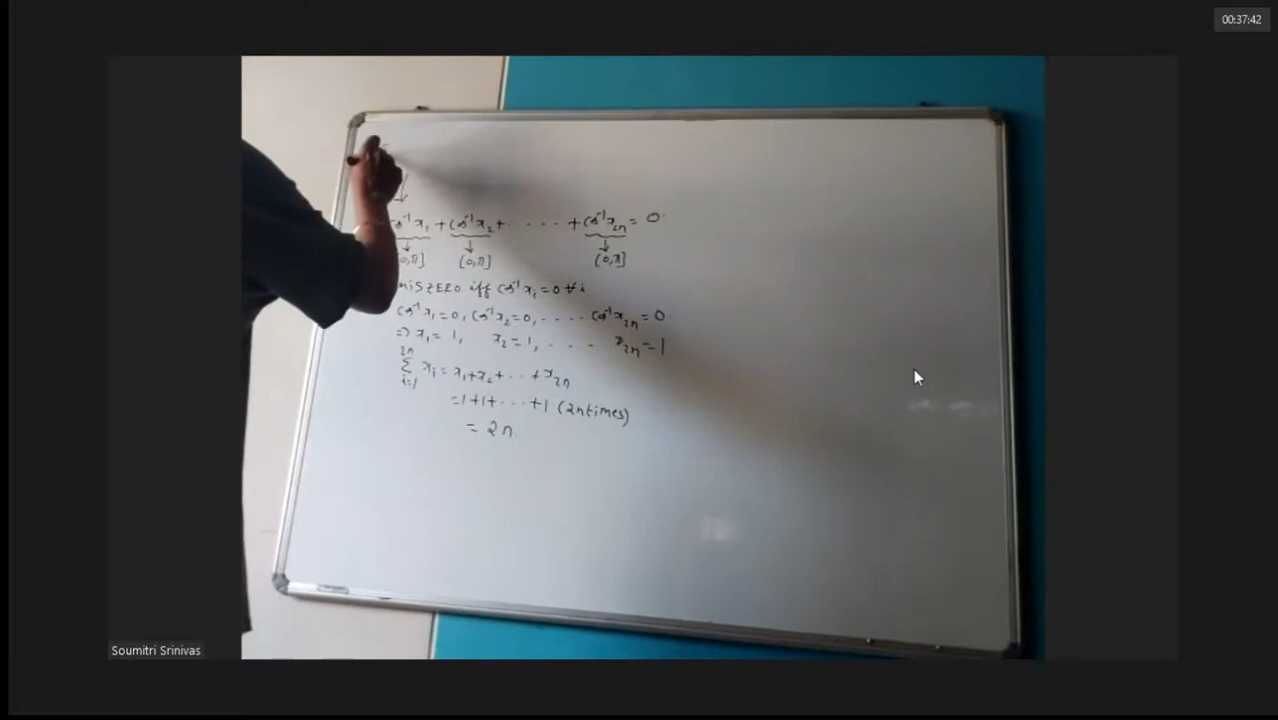 00:37:42
cos⁻¹x₁ + cos⁻¹x₂ + . . . . + cos⁻¹x₂ₙ = 0.
↓ ↓ ↓
[0,π] [0,π] [0,π]
is ZERO iff cos⁻¹xᵢ = 0 ∀ i
cos⁻¹x₁ = 0, cos⁻¹x₂ = 0, . . . . cos⁻¹x₂ₙ = 0.
⇒ x₁ = 1, x₂ = 1, . . . x₂ₙ = 1
2n
∑ xᵢ = x₁ + x₂ + . . . + x₂ₙ
i=1
= 1 + 1 + . . . + 1 (2n times)
= 2n.
Soumitri Srinivas